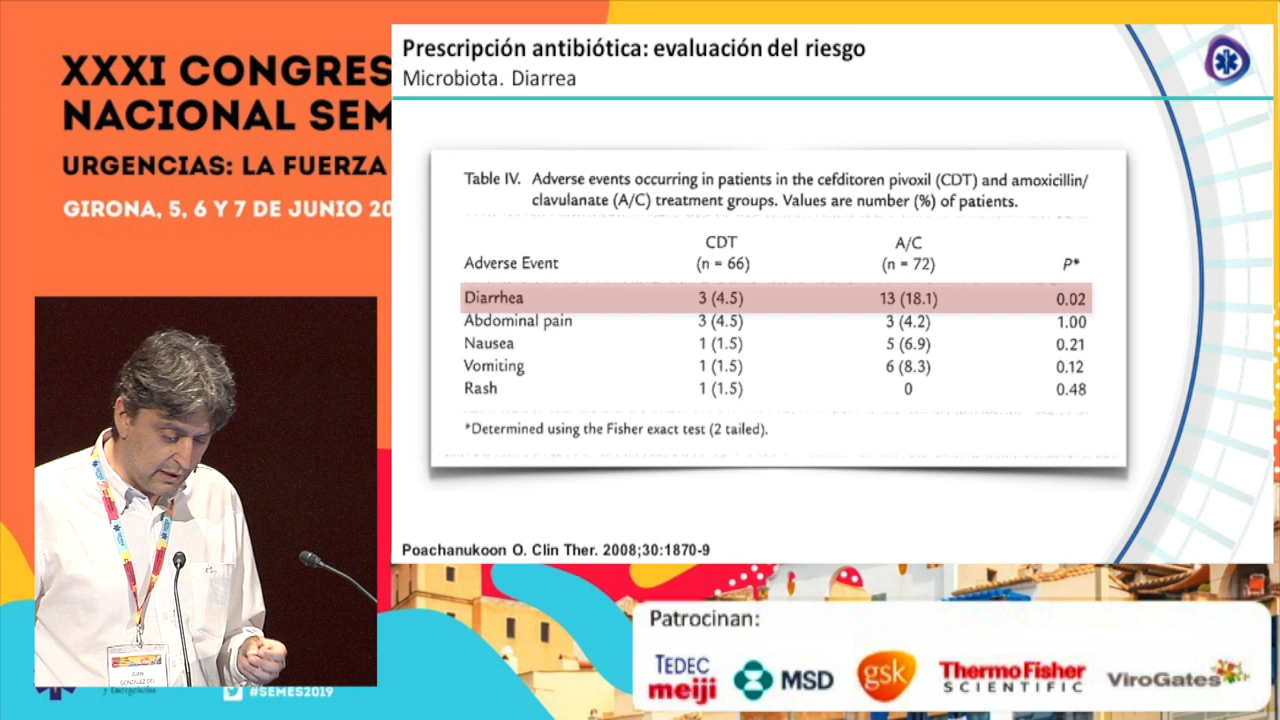 XXXI CONGRES
NACIONAL SEM
URGENCIAS: LA FUERZA
GIRONA, 5, 6 Y 7 DE JUNIO 20
Prescripción antibiótica: evaluación del riesgo
Microbiota. Diarrea
Table IV. Adverse events occurring in patients in the cefditoren pivoxil (CDT) and amoxicillin/
clavulanate (A/C) treatment groups. Values are number (%) of patients.
CDT A/C
Adverse Event (n = 66) (n = 72) P*
Diarrhea 3 (4.5) 13 (18.1) 0.02
Abdominal pain 3 (4.5) 3 (4.2) 1.00
Nausea 1 (1.5) 5 (6.9) 0.21
Vomiting 1 (1.5) 6 (8.3) 0.12
Rash 1 (1.5) 0 0.48
*Determined using the Fisher exact test (2 tailed).
Poachanukoon O. Clin Ther. 2008;30:1870-9
JUAN
GONZÁLEZ DEL
y Emergencias
#SEMES2019
Patrocinan:
TEDEC
meiji
MSD
gsk
ThermoFisher
SCIENTIFIC
ViroGates